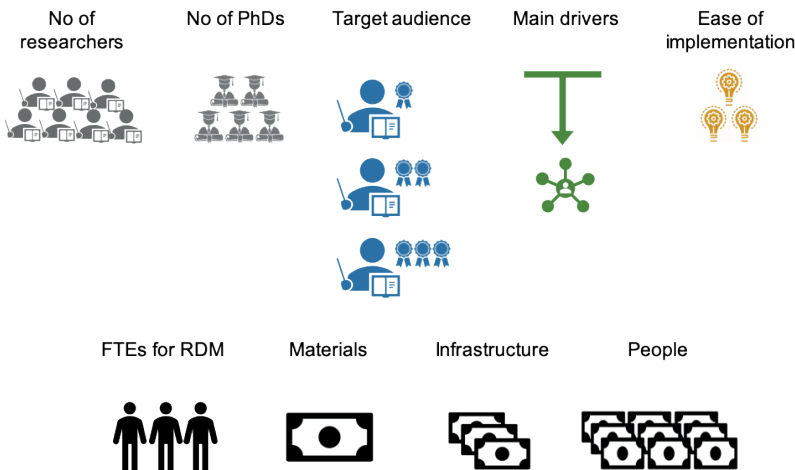 No of
researchers
No of PhDs
Target audience
Main drivers
Ease of
implementation
FTEs for RDM
Materials
Infrastructure
People